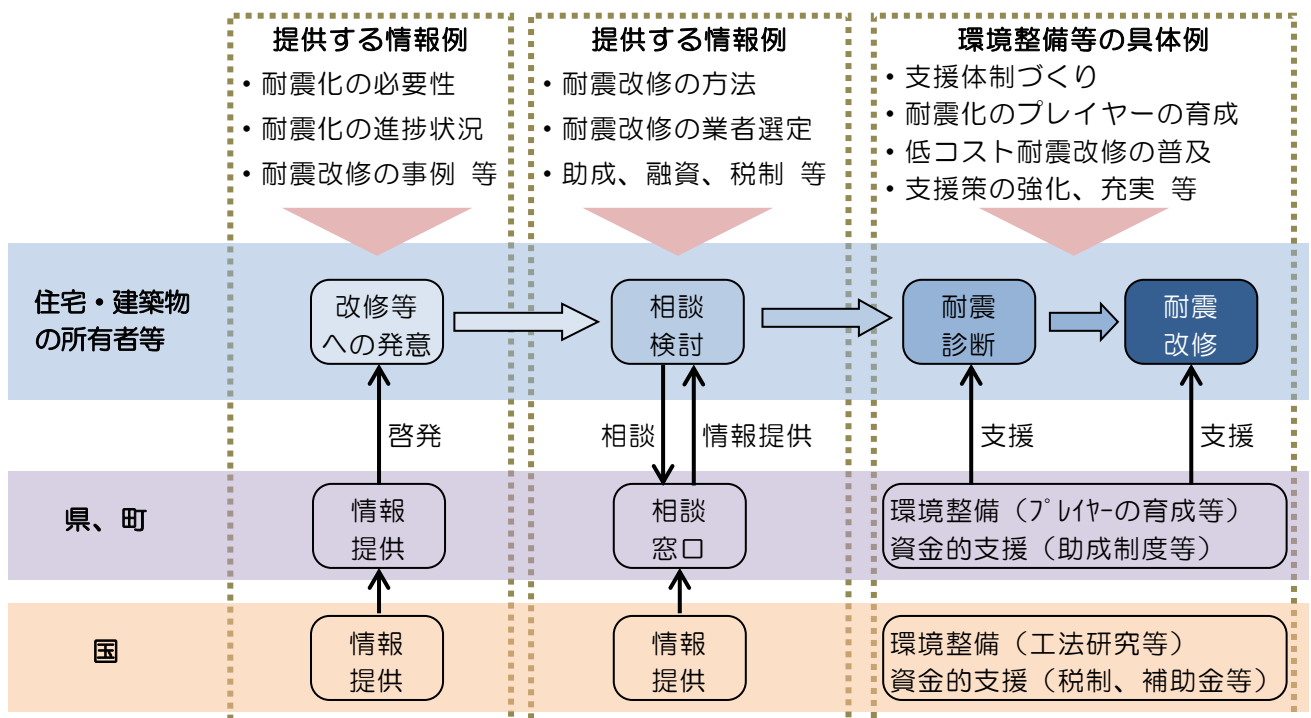 提供する情報例
・耐震化の必要性
・耐震化の進捗状況
・耐震改修の事例 等
提供する情報例
・耐震改修の方法
・耐震改修の業者選定
・助成、融資、税制 等
環境整備等の具体例
・支援体制づくり
・耐震化のプレイヤーの育成
・低コスト耐震改修の普及
・支援策の強化、充実 等
住宅・建築物
の所有者等
改修等
への発意
相談
検討
耐震
診断
耐震
改修
啓発
相談
情報提供
支援
支援
県、町
情報
提供
相談
窓口
環境整備（ﾌﾟﾚｲﾔｰの育成等）
資金的支援（助成制度等）
国
情報
提供
情報
提供
環境整備（工法研究等）
資金的支援（税制、補助金等）